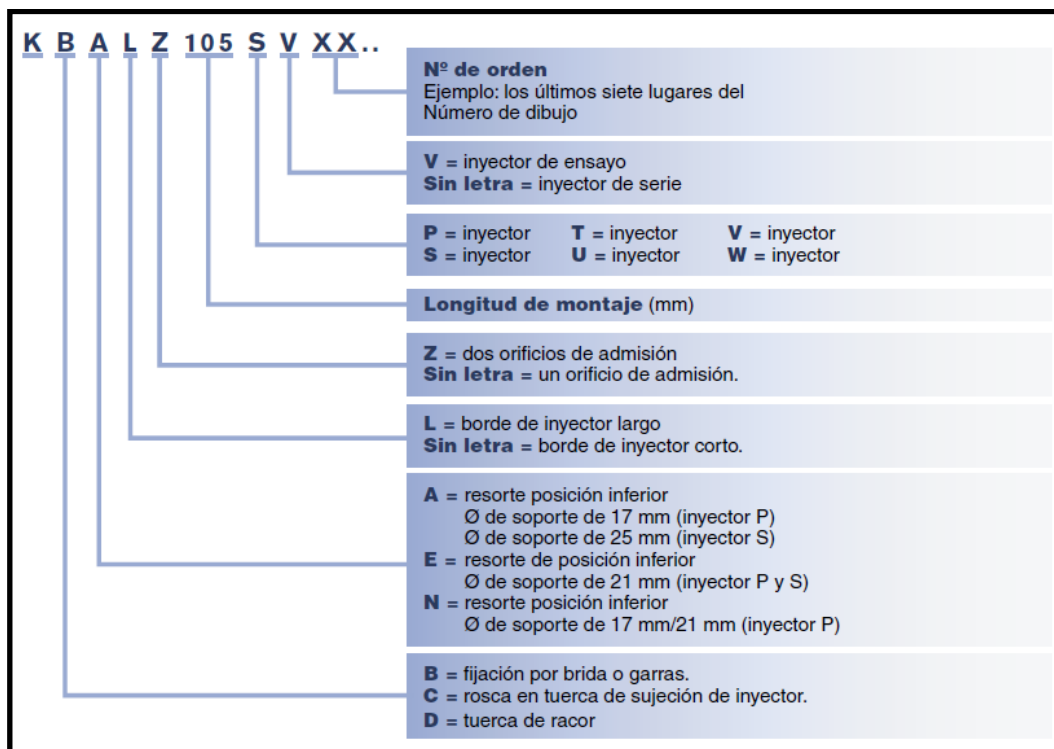 K B A L Z 105 S V XX..
Nº de orden
Ejemplo: los últimos siete lugares del
Número de dibujo
V = inyector de ensayo
Sin letra = inyector de serie
P = inyector T = inyector V = inyector
S = inyector U = inyector W = inyector
Longitud de montaje (mm)
Z = dos orificios de admisión
Sin letra = un orificio de admisión.
L = borde de inyector largo
Sin letra = borde de inyector corto.
A = resorte posición inferior
Ø de soporte de 17 mm (inyector P)
Ø de soporte de 25 mm (inyector S)
E = resorte de posición inferior
Ø de soporte de 21 mm (inyector P y S)
N = resorte posición inferior
Ø de soporte de 17 mm/21 mm (inyector P)
B = fijación por brida o garras.
C = rosca en tuerca de sujeción de inyector.
D = tuerca de racor